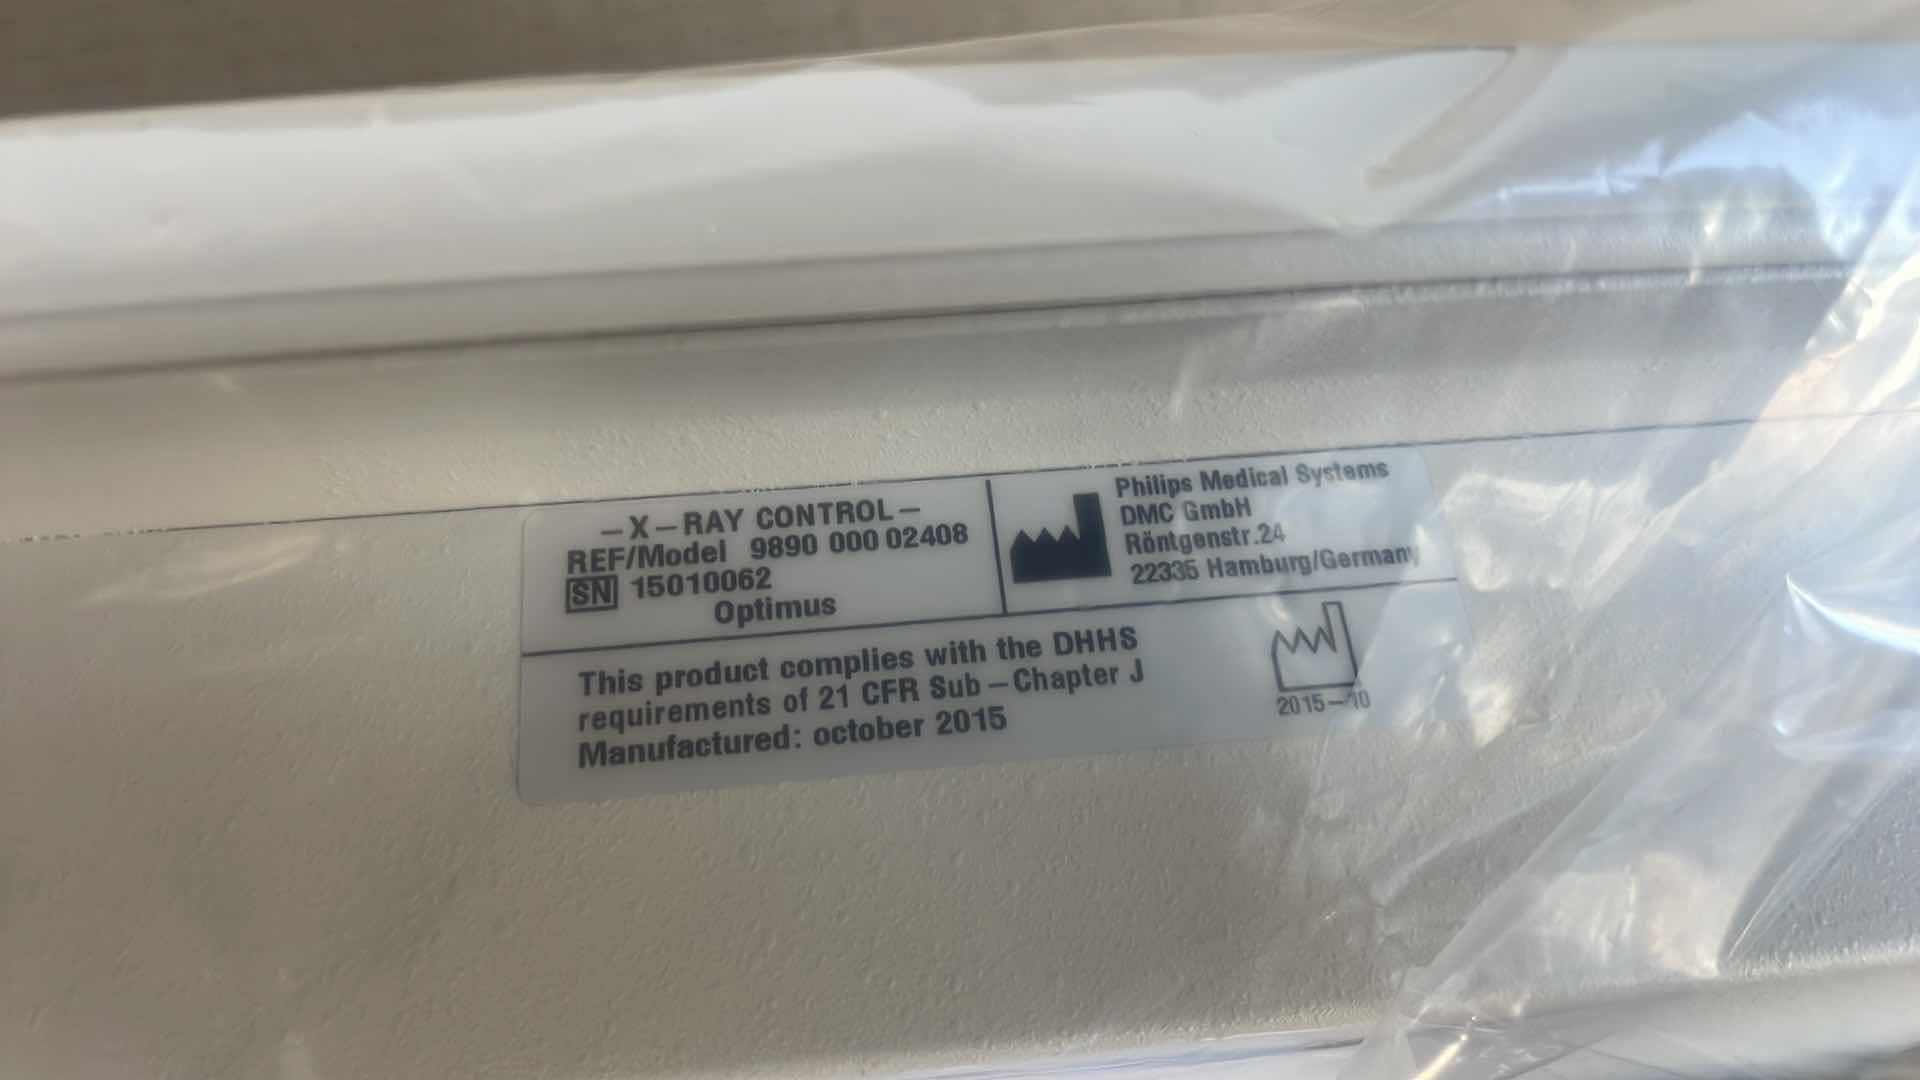 –X–RAY CONTROL–
REF/Model 9890 000 02408
SN 15010062
Optimus
Philips Medical Systems
DMC GmbH
Röntgenstr.24
22335 Hamburg/Germany
This product complies with the DHHS
requirements of 21 CFR Sub–Chapter J
Manufactured: october 2015
2015–10